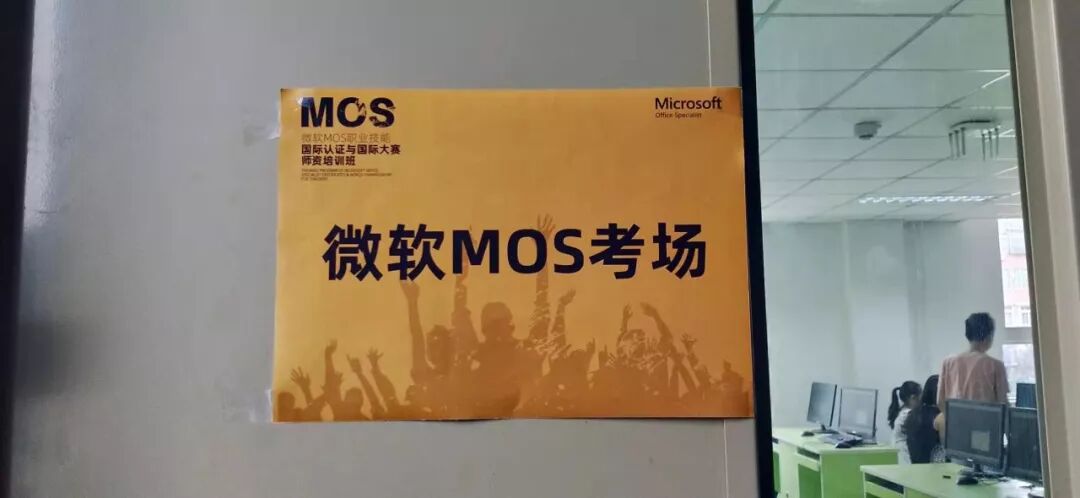 MOS
微软MOS职业技能
国际认证与国际大赛
师资培训班
Microsoft
Office Specialist
微软MOS考场